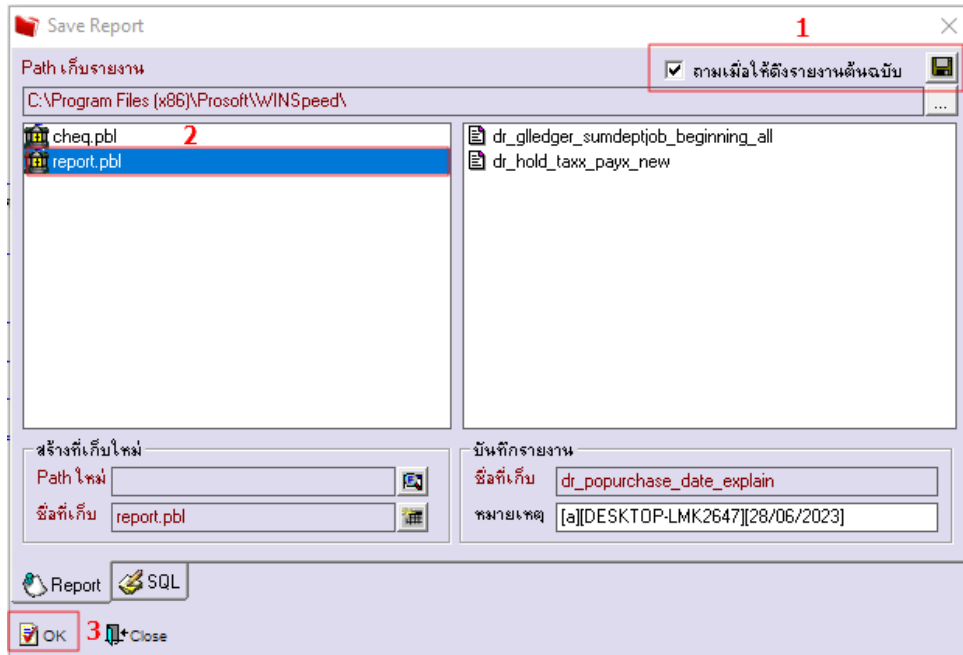 Save Report
1
Path เก็บรายงาน
ถามเมื่อให้ดึงรายงานต้นฉบับ
C:\Program Files (x86)\Prosoft\WINSpeed\
...
cheq.pbl
2
report.pbl
dr_glledger_sumdeptjob_beginning_all
dr_hold_taxx_payx_new
สร้างที่เก็บใหม่
Path ใหม่
ชื่อที่เก็บ report.pbl
บันทึกรายงาน
ชื่อที่เก็บ dr_popurchase_date_explain
หมายเหตุ [a][DESKTOP-LMK2647][28/06/2023]
Report
SQL
OK
3
Close